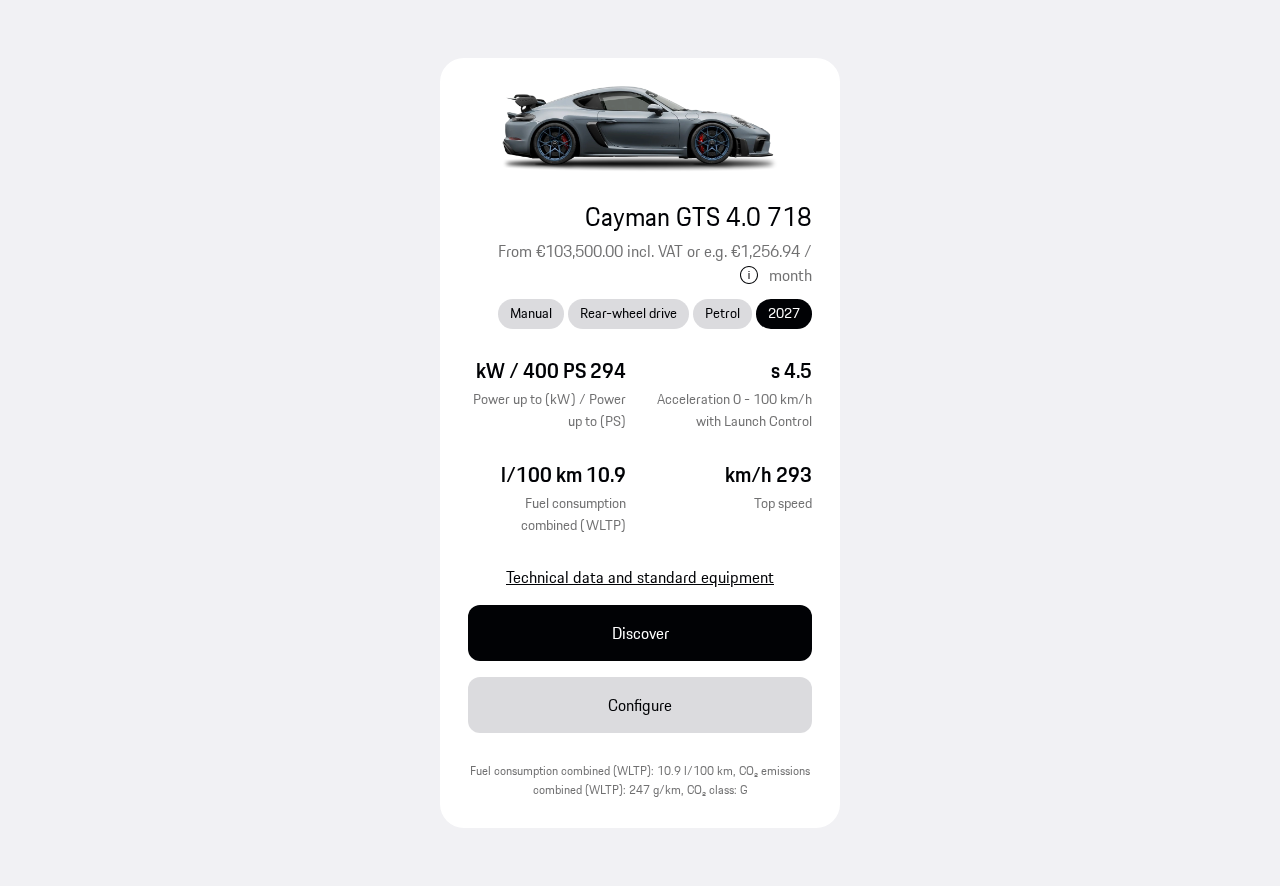 Cayman GTS 4.0 718
From €103,500.00 incl. VAT or e.g. €1,256.94 /
month
Manual
Rear-wheel drive
Petrol
2027
kW / 400 PS 294
Power up to (kW) / Power
up to (PS)
s 4.5
Acceleration 0 - 100 km/h
with Launch Control
l/100 km 10.9
Fuel consumption
combined (WLTP)
km/h 293
Top speed
Technical data and standard equipment
Discover
Configure
Fuel consumption combined (WLTP): 10.9 l/100 km, CO₂ emissions
combined (WLTP): 247 g/km, CO₂ class: G